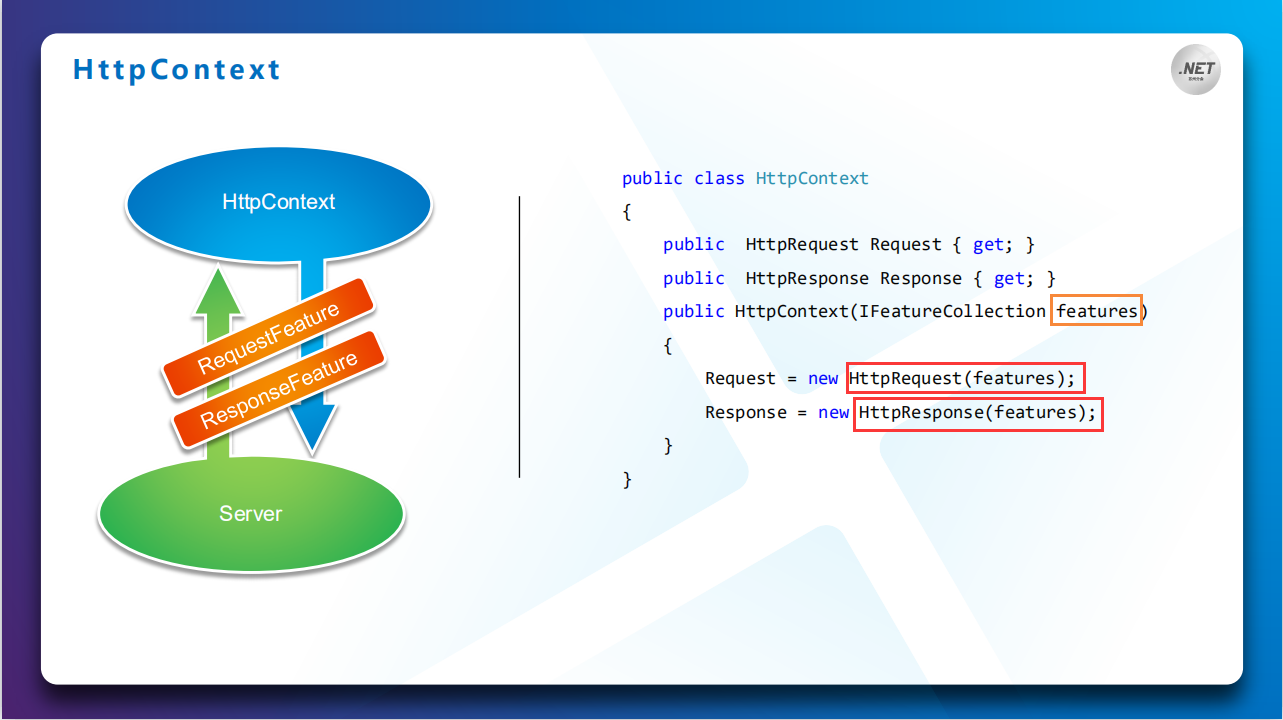 HttpContext
.NET
HttpContext
RequestFeature
ResponseFeature
Server
public class HttpContext
{
public  HttpRequest Request { get; }
public  HttpResponse Response { get; }
public HttpContext(IFeatureCollection features)
{
Request = new HttpRequest(features);
Response = new HttpResponse(features);
}
}